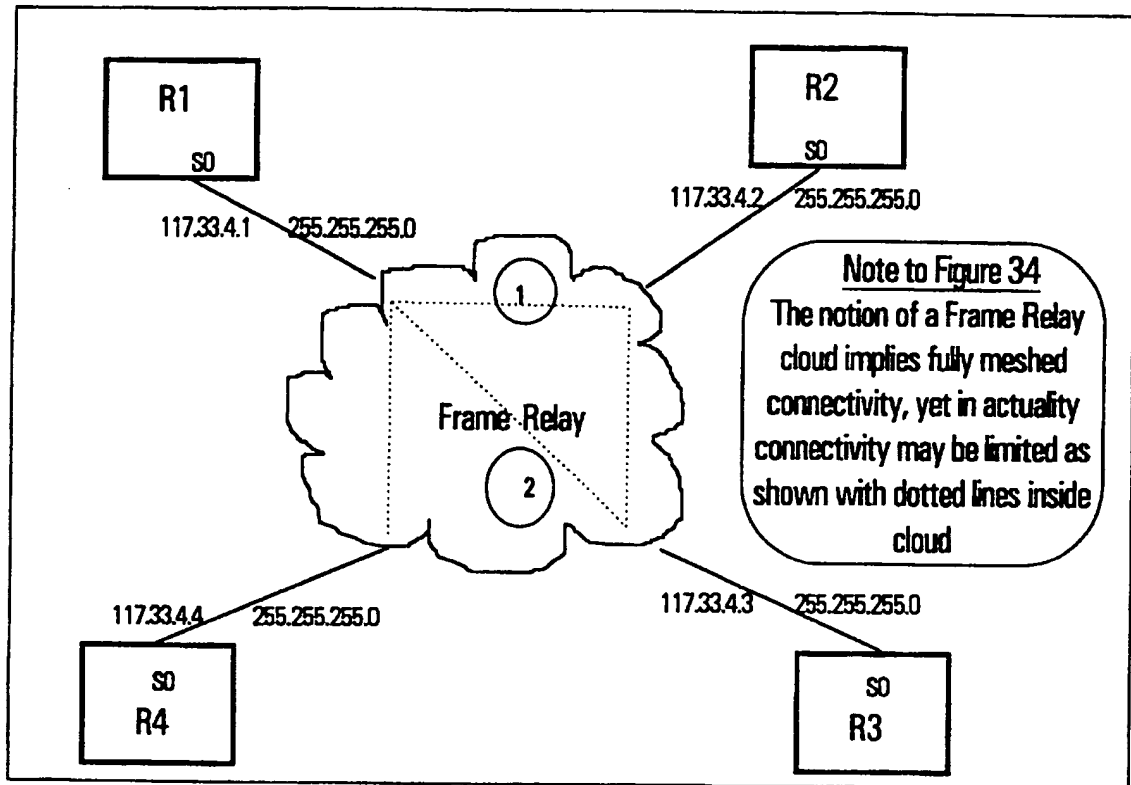 R1
S0
R2
S0
117.33.4.1
255.255.255.0
117.33.4.2
255.255.255.0
1
Note to Figure 34
The notion of a Frame Relay
cloud implies fully meshed
connectivity, yet in actuality
connectivity may be limited as
shown with dotted lines inside
cloud
Frame Relay
2
117.33.4.4
255.255.255.0
117.33.4.3
255.255.255.0
S0
R4
S0
R3